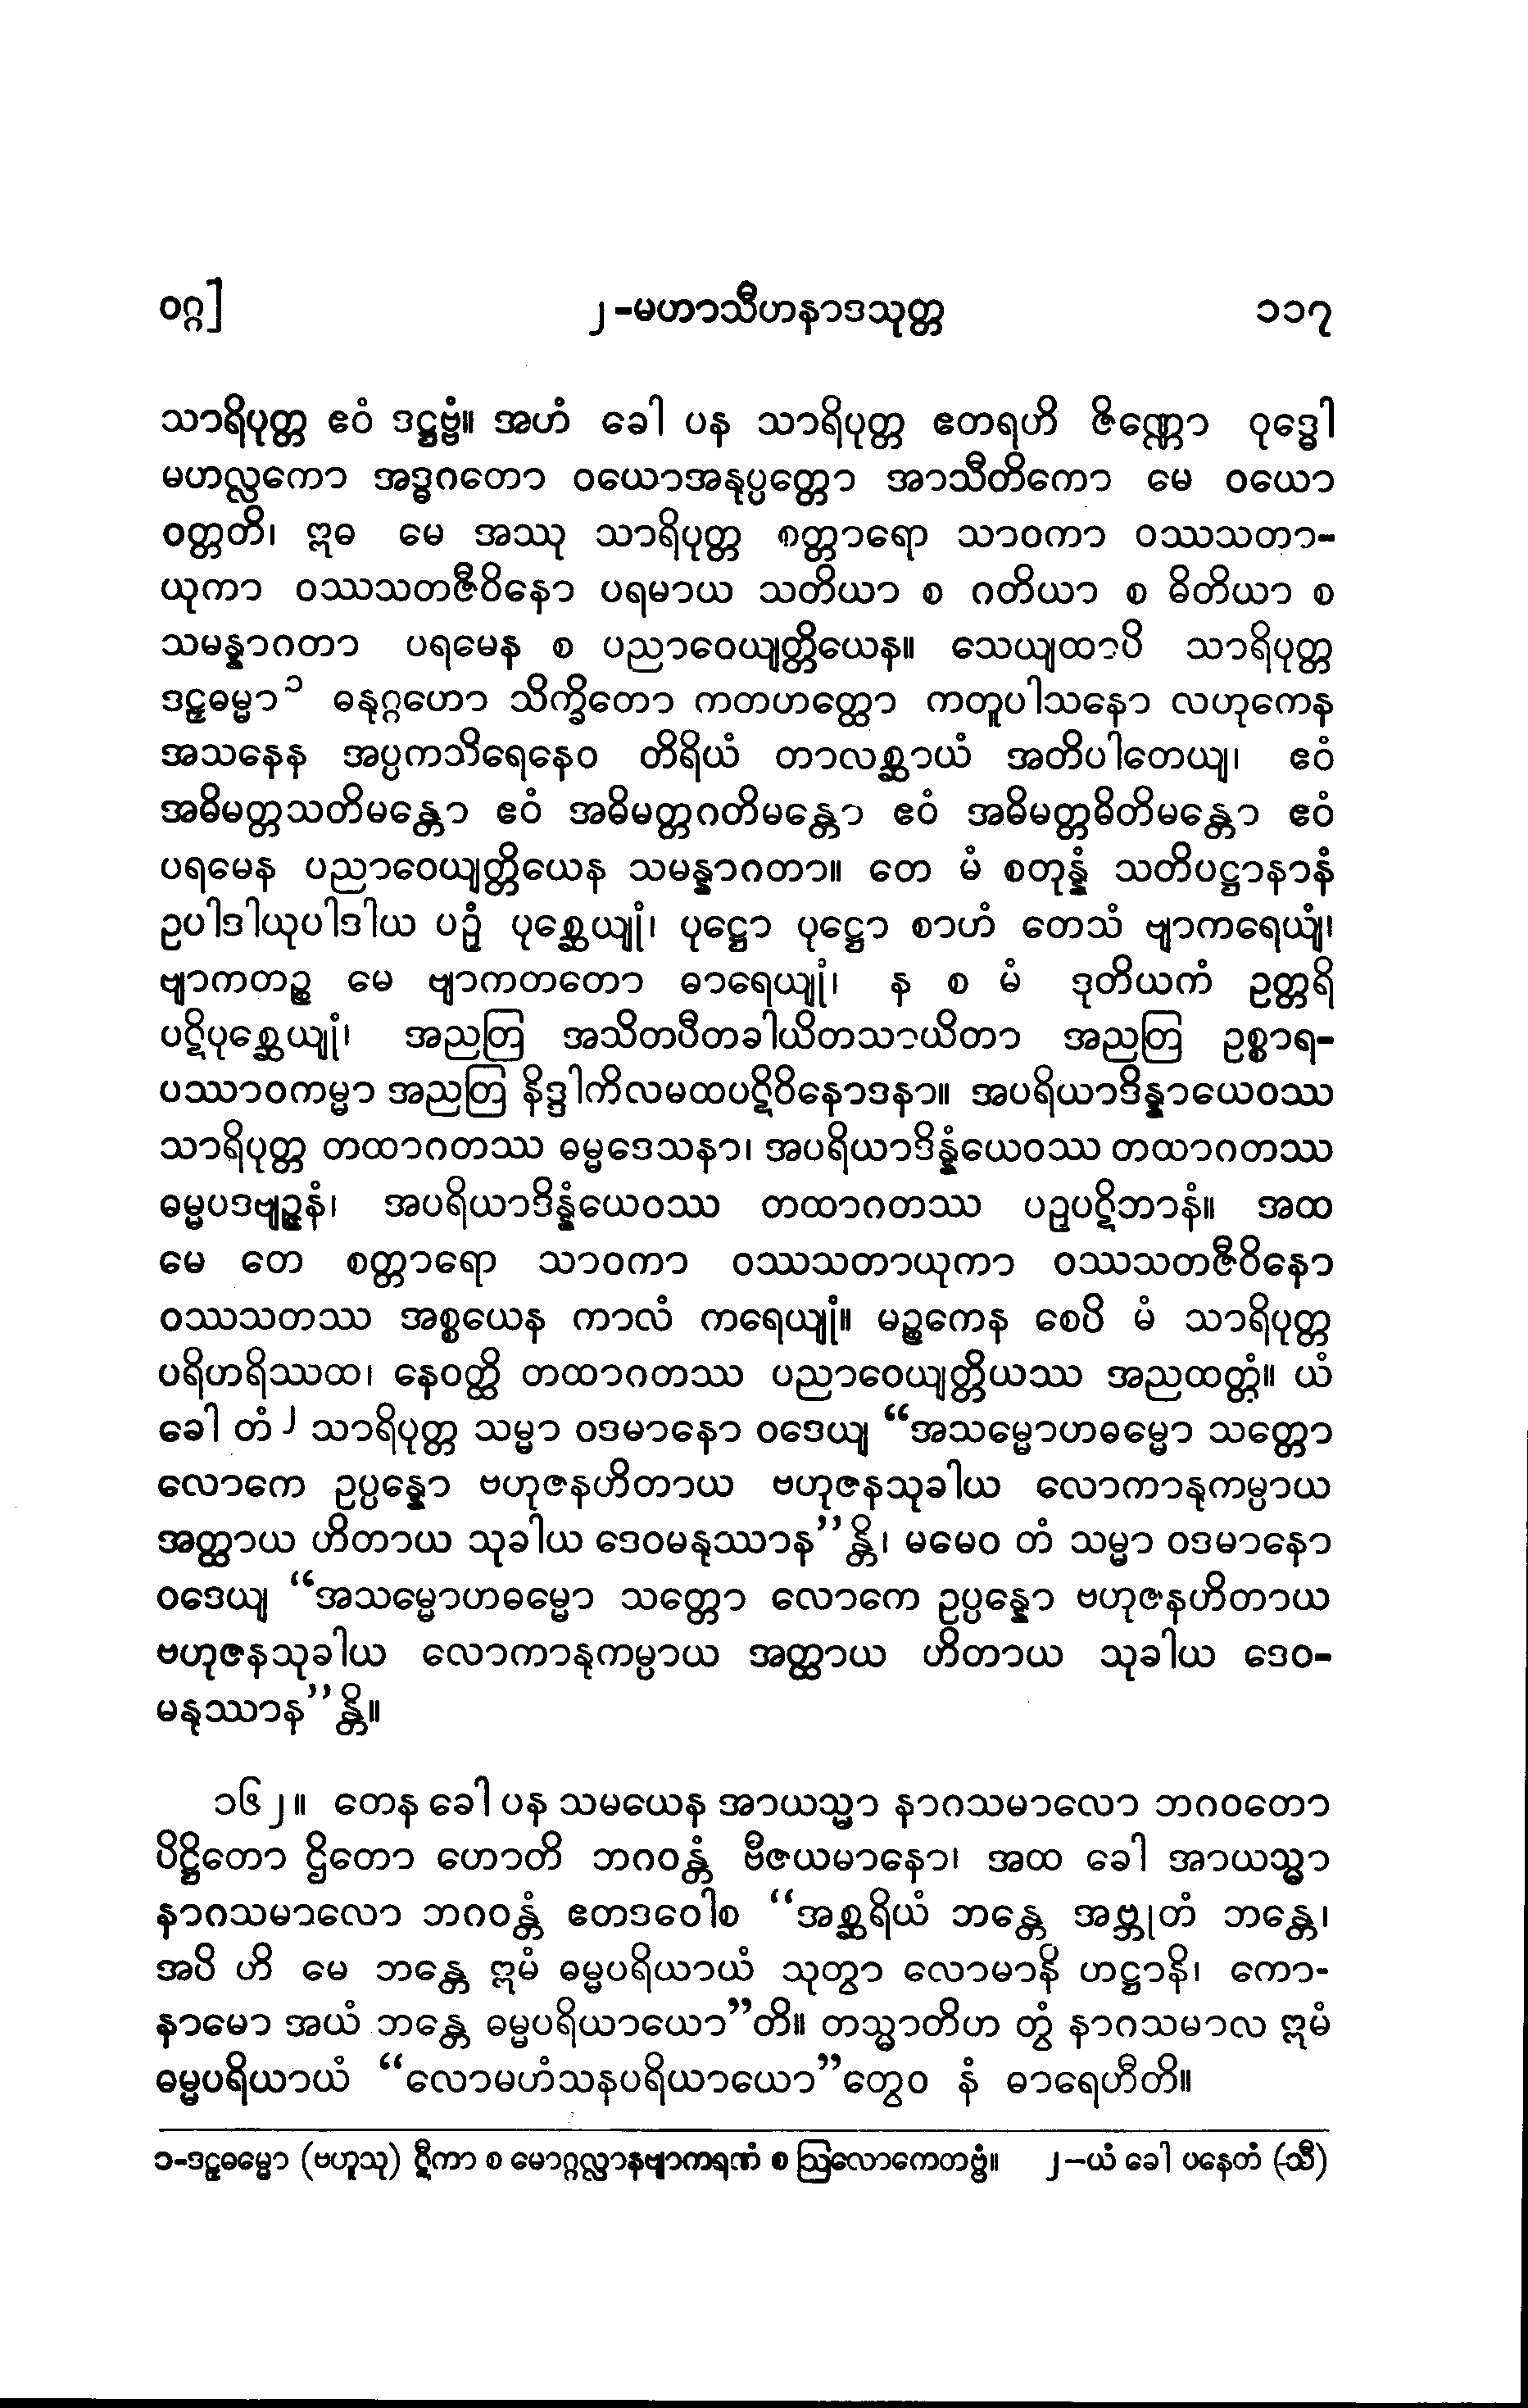 ဝဂ္ဂ]
၂-မဟာသီဟနာဒသုတ္တ
၁၁၇
သာရိပုတ္တ ဧဝံ ဒဋ္ဌဗ္ဗံ။ အဟံ ခေါ ပန သာရိပုတ္တ ဧတရဟိ ဇိဏ္ဏော ဝုဒ္ဓေါ
မဟလ္လကော အဒ္ဓဂတော ဝယောအနုပ္ပတ္တော အာသီတိကော မေ ဝယော
ဝတ္တတိ၊ ဣဓ မေ အဿု သာရိပုတ္တ စတ္တာရော သာဝကာ ဝဿသတာ-
ယုကာ ဝဿသတဇီဝိနော ပရမာယ သတိယာ စ ဂတိယာ စ ဓိတိယာ စ
သမန္နာဂတာ ပရမေန စ ပညာဝေယျတ္တိယေန။ သေယျထာပိ သာရိပုတ္တ
ဒဠှဓမ္မာ ၁ ဓနုဂ္ဂဟော သိက္ခိတော ကတဟတ္ထော ကတူပါသနော လဟုကေန
အသနေန အပ္ပကသိရေနေဝ တိရိယံ တာလစ္ဆာယံ အတိပါတေယျ၊ ဧဝံ
အဓိမတ္တသတိမန္တော ဧဝံ အဓိမတ္တဂတိမန္တော ဧဝံ အဓိမတ္တဓိတိမန္တော ဧဝံ
ပရမေန ပညာဝေယျတ္တိယေန သမန္နာဂတာ။ တေ မံ စတုန္နံ သတိပဋ္ဌာနာနံ
ဥပါဒါယုပါဒါယ ပဉှံ ပုစ္ဆေယျုံ၊ ပုဋ္ဌော ပုဋ္ဌော စာဟံ တေသံ ဗျာကရေယျံ၊
ဗျာကတဉ္စ မေ ဗျာကတတော ဓာရေယျုံ၊ န စ မံ ဒုတိယကံ ဥတ္တရိ
ပဋိပုစ္ဆေယျုံ၊ အညတြ အသိတပီတခါယိတသာယိတာ အညတြ ဥစ္စာရ-
ပဿာဝကမ္မာ အညတြ နိဒ္ဒါကိလမထပဋိဝိနောဒနာ။ အပရိယာဒိန္နာယေဝဿ
သာရိပုတ္တ တထာဂတဿ ဓမ္မဒေသနာ၊ အပရိယာဒိန္နံယေဝဿ တထာဂတဿ
ဓမ္မပဒဗျဉ္ဇနံ၊ အပရိယာဒိန္နံယေဝဿ တထာဂတဿ ပဉှပဋိဘာနံ။ အထ
မေ တေ စတ္တာရော သာဝကာ ဝဿသတာယုကာ ဝဿသတဇီဝိနော
ဝဿသတဿ အစ္စယေန ကာလံ ကရေယျုံ။ မဉ္စကေန စေပိ မံ သာရိပုတ္တ
ပရိဟရိဿထ၊ နေဝတ္ထိ တထာဂတဿ ပညာဝေယျတ္တိယဿ အညထတ္တံ။ ယံ
ခေါ တံ ၂ သာရိပုတ္တ သမ္မာ ဝဒမာနော ဝဒေယျ “အသမ္မောဟဓမ္မော သတ္တော
လောကေ ဥပ္ပန္နော ဗဟုဇနဟိတာယ ဗဟုဇနသုခါယ လောကာနုကမ္ပာယ
အတ္ထာယ ဟိတာယ သုခါယ ဒေဝမနုဿာန”န္တိ၊ မမေဝ တံ သမ္မာ ဝဒမာနော
ဝဒေယျ “အသမ္မောဟဓမ္မော သတ္တော လောကေ ဥပ္ပန္နော ဗဟုဇနဟိတာယ
ဗဟုဇနသုခါယ လောကာနုကမ္ပာယ အတ္ထာယ ဟိတာယ သုခါယ ဒေဝ-
မနုဿာန”န္တိ။
၁၆၂။ တေန ခေါ ပန သမယေန အာယသ္မာ နာဂသမာလော ဘဂဝတော
ပိဋ္ဌိတော ဌိတော ဟောတိ ဘဂဝန္တံ ဗီဇယမာနော၊ အထ ခေါ အာယသ္မာ
နာဂသမာလော ဘဂဝန္တံ ဧတဒဝေါစ “အစ္ဆရိယံ ဘန္တေ အဗ္ဘုတံ ဘန္တေ၊
အပိ ဟိ မေ ဘန္တေ ဣမံ ဓမ္မပရိယာယံ သုတွာ လောမာနိ ဟဋ္ဌာနိ၊ ကော-
နာမော အယံ ဘန္တေ ဓမ္မပရိယာယော”တိ။ တသ္မာတိဟ တွံ နာဂသမာလ ဣမံ
ဓမ္မပရိယာယံ “လောမဟံသနပရိယာယော”တွေဝ နံ ဓာရေဟီတိ။
၁-ဒဠှဓမ္မော (ဗဟူသု) ဋီကာ စ မောဂ္ဂလ္လာနဗျာကရဏံ စ ဩလောကေတဗ္ဗံ။ ၂-ယံ ခေါ ပနေတံ (သီ)